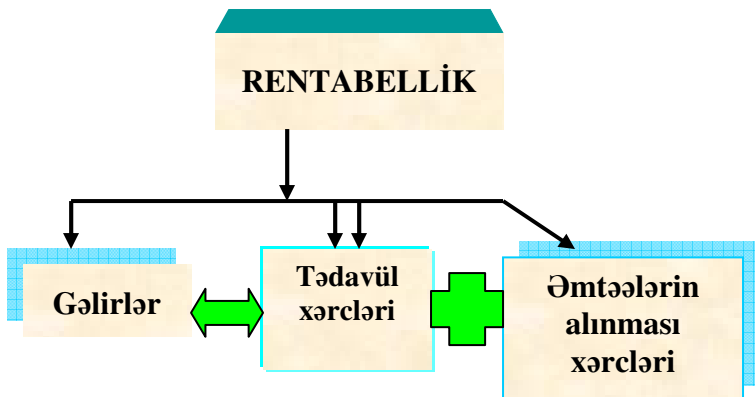 RENTABELLİK
Gəlirlər
Tədavül
xərcləri
Əmtəələrin
alınması
xərcləri